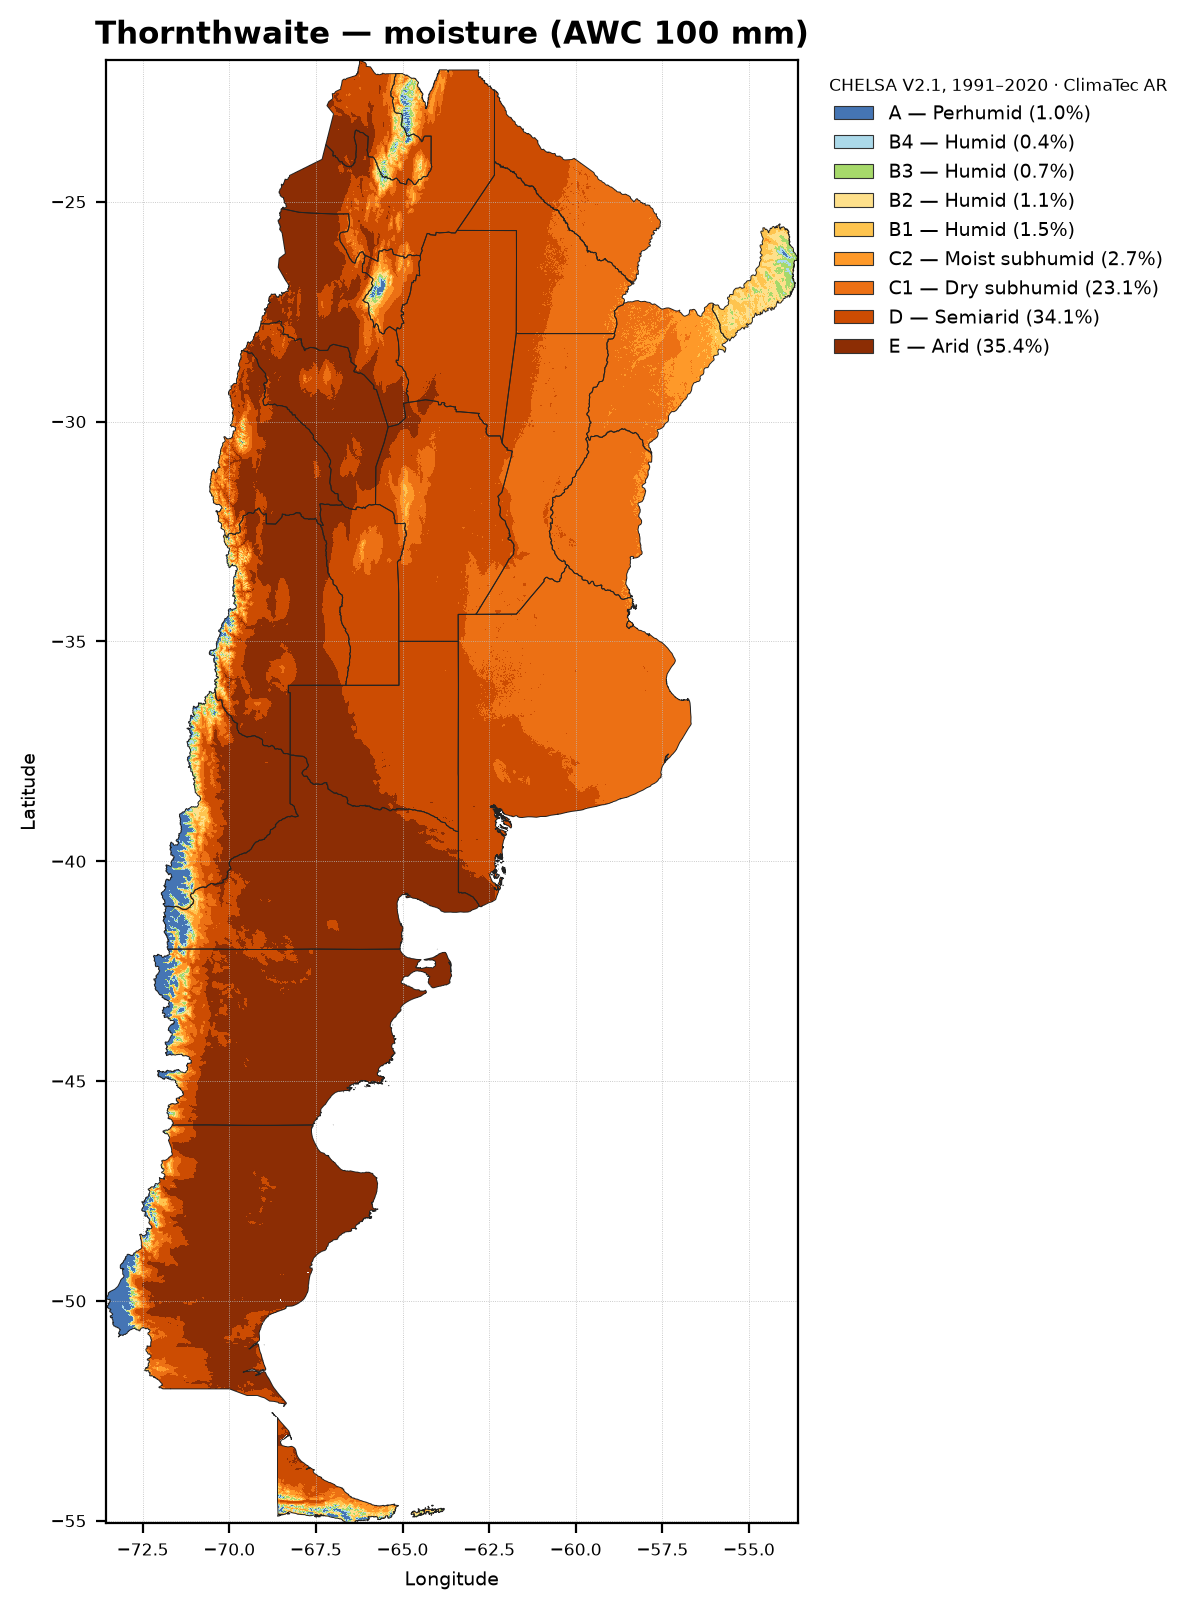 Thornthwaite — moisture (AWC 100 mm)
CHELSA V2.1, 1991–2020 · ClimaTec AR
A — Perhumid (1.0%)
B4 — Humid (0.4%)
B3 — Humid (0.7%)
B2 — Humid (1.1%)
B1 — Humid (1.5%)
C2 — Moist subhumid (2.7%)
C1 — Dry subhumid (23.1%)
D — Semiarid (34.1%)
E — Arid (35.4%)
−25
−30
−35
−40
−45
−50
−55
Latitude
−72.5 −70.0 −67.5 −65.0 −62.5 −60.0 −57.5 −55.0
Longitude